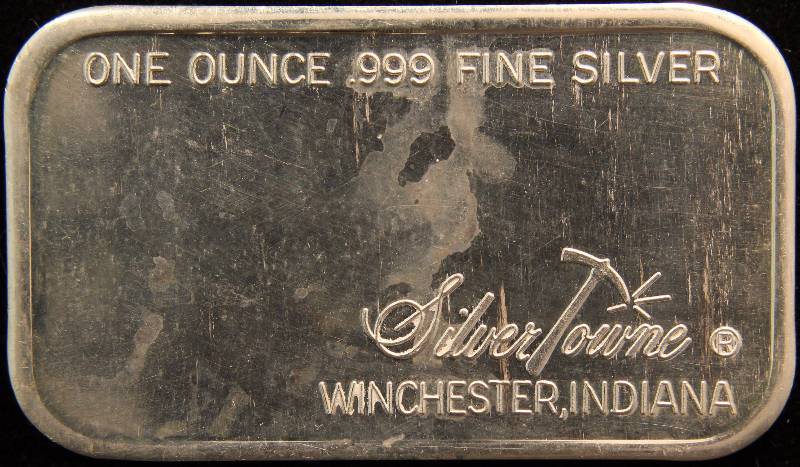 ONE OUNCE .999 FINE SILVER
SilverTowne ®
WINCHESTER, INDIANA